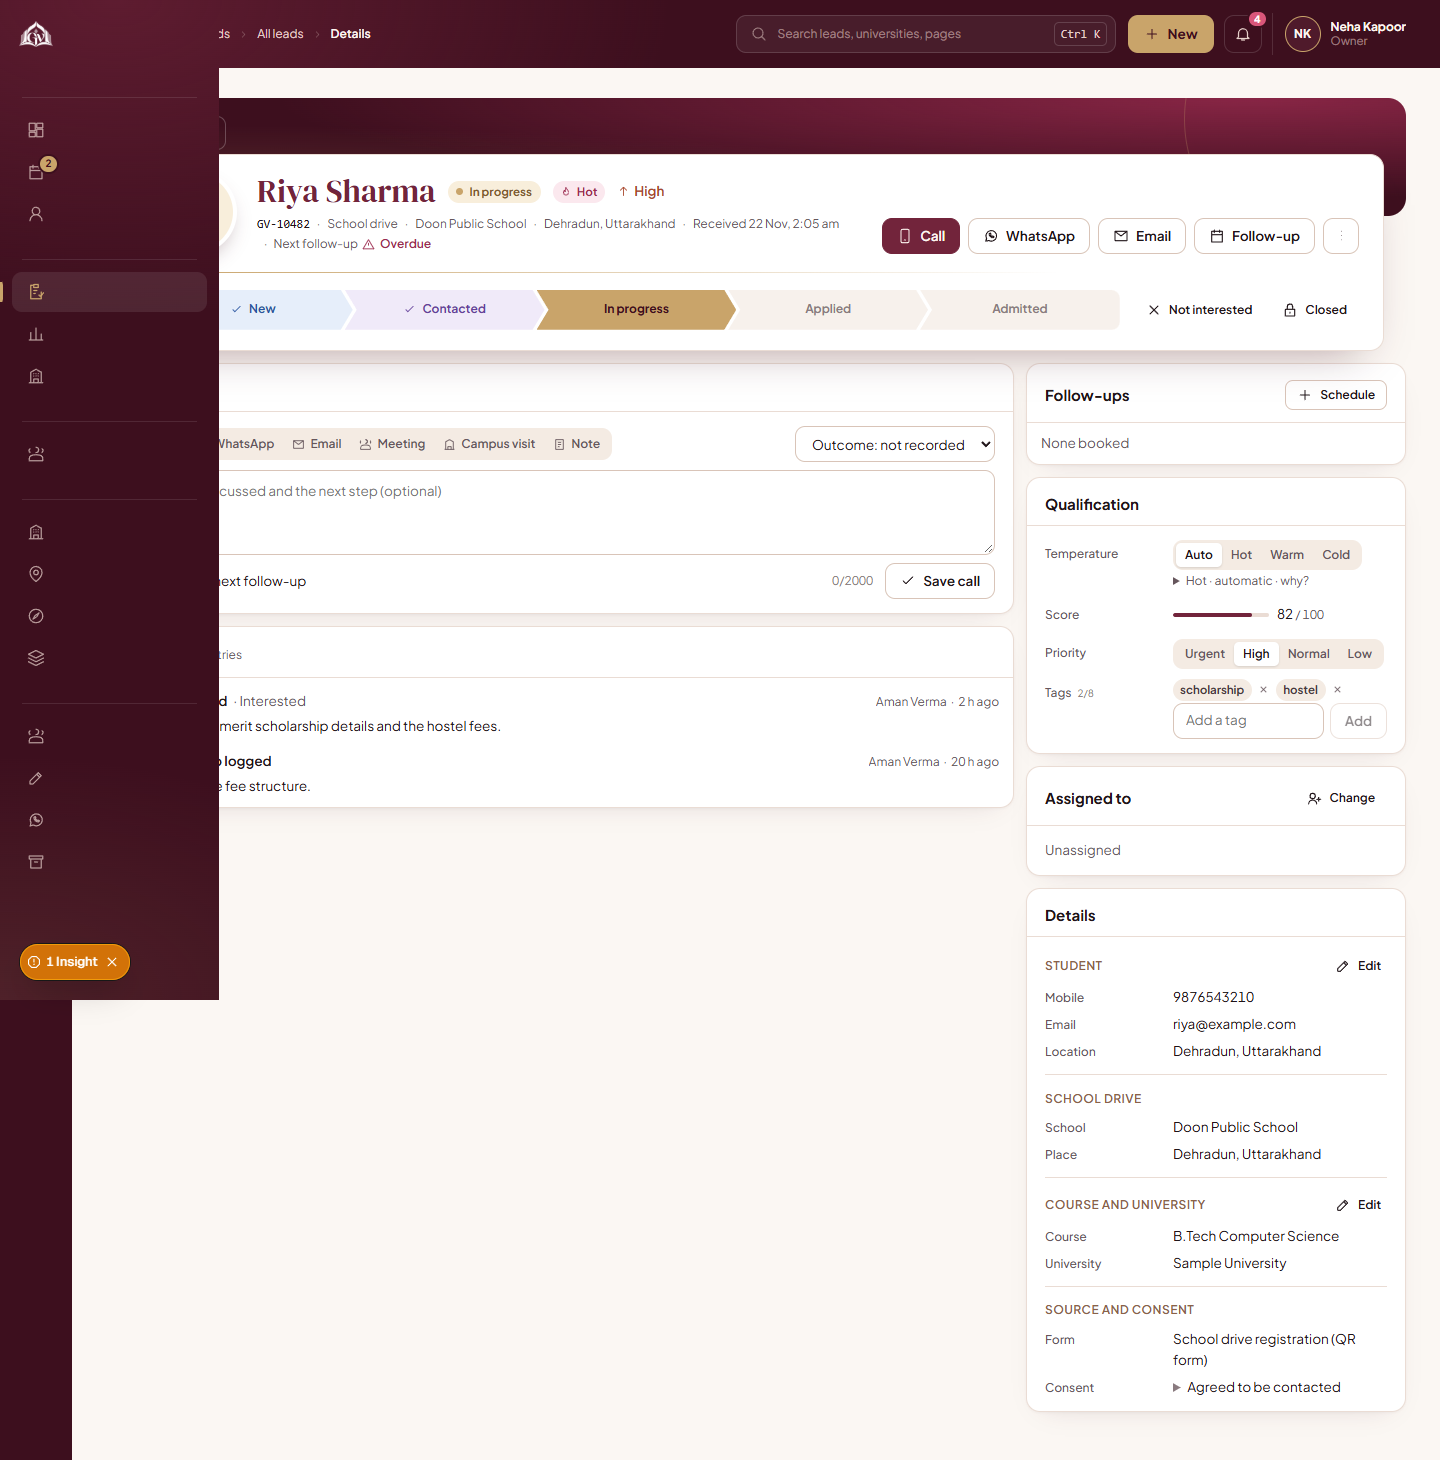 GV
ds › All leads › Details
Search leads, universities, pages
Ctrl K
New
4
NK
Neha Kapoor
Owner
2
Riya Sharma
In progress
Hot
High
GV-10482 · School drive · Doon Public School · Dehradun, Uttarakhand · Received 22 Nov, 2:05 am
· Next follow-up Overdue
Call
WhatsApp
Email
Follow-up
New
Contacted
In progress
Applied
Admitted
Not interested
Closed
WhatsApp
Email
Meeting
Campus visit
Note
Outcome: not recorded
cussed and the next step (optional)
next follow-up
0/2000
Save call
tries
d · Interested
Aman Verma · 2 h ago
merit scholarship details and the hostel fees.
logged
Aman Verma · 20 h ago
e fee structure.
Follow-ups
Schedule
None booked
Qualification
Temperature
Auto Hot Warm Cold
Hot · automatic · why?
Score
82 / 100
Priority
Urgent High Normal Low
Tags 2/8
scholarship × hostel ×
Add a tag
Add
Assigned to
Change
Unassigned
Details
STUDENT
Edit
Mobile 9876543210
Email riya@example.com
Location Dehradun, Uttarakhand
SCHOOL DRIVE
School Doon Public School
Place Dehradun, Uttarakhand
COURSE AND UNIVERSITY
Edit
Course B.Tech Computer Science
University Sample University
SOURCE AND CONSENT
Form School drive registration (QR
form)
Consent Agreed to be contacted
1 Insight